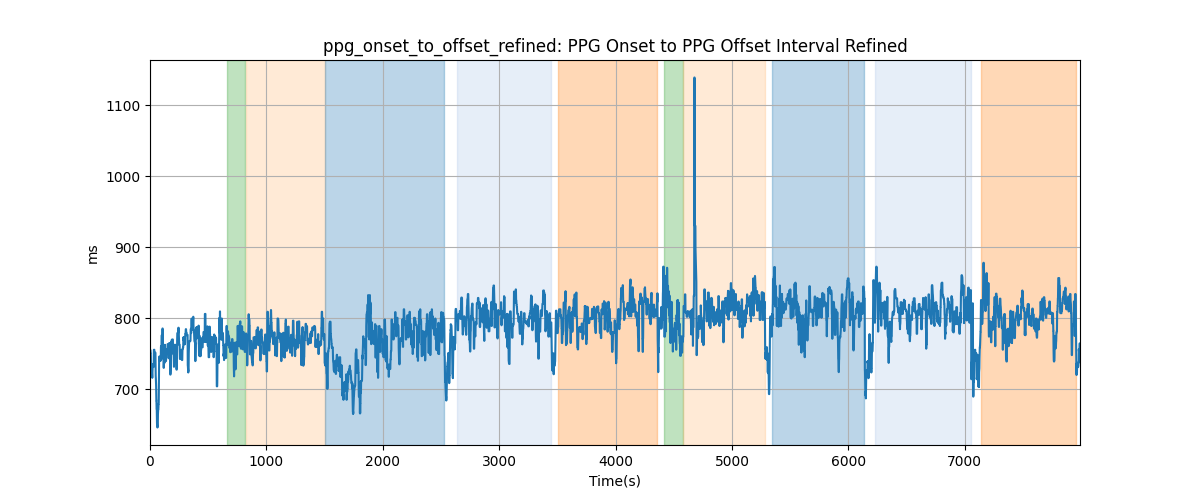 ppg_onset_to_offset_refined: PPG Onset to PPG Offset Interval Refined
1100
1000
900
800
700
ms
0 1000 2000 3000 4000 5000 6000 7000
Time(s)